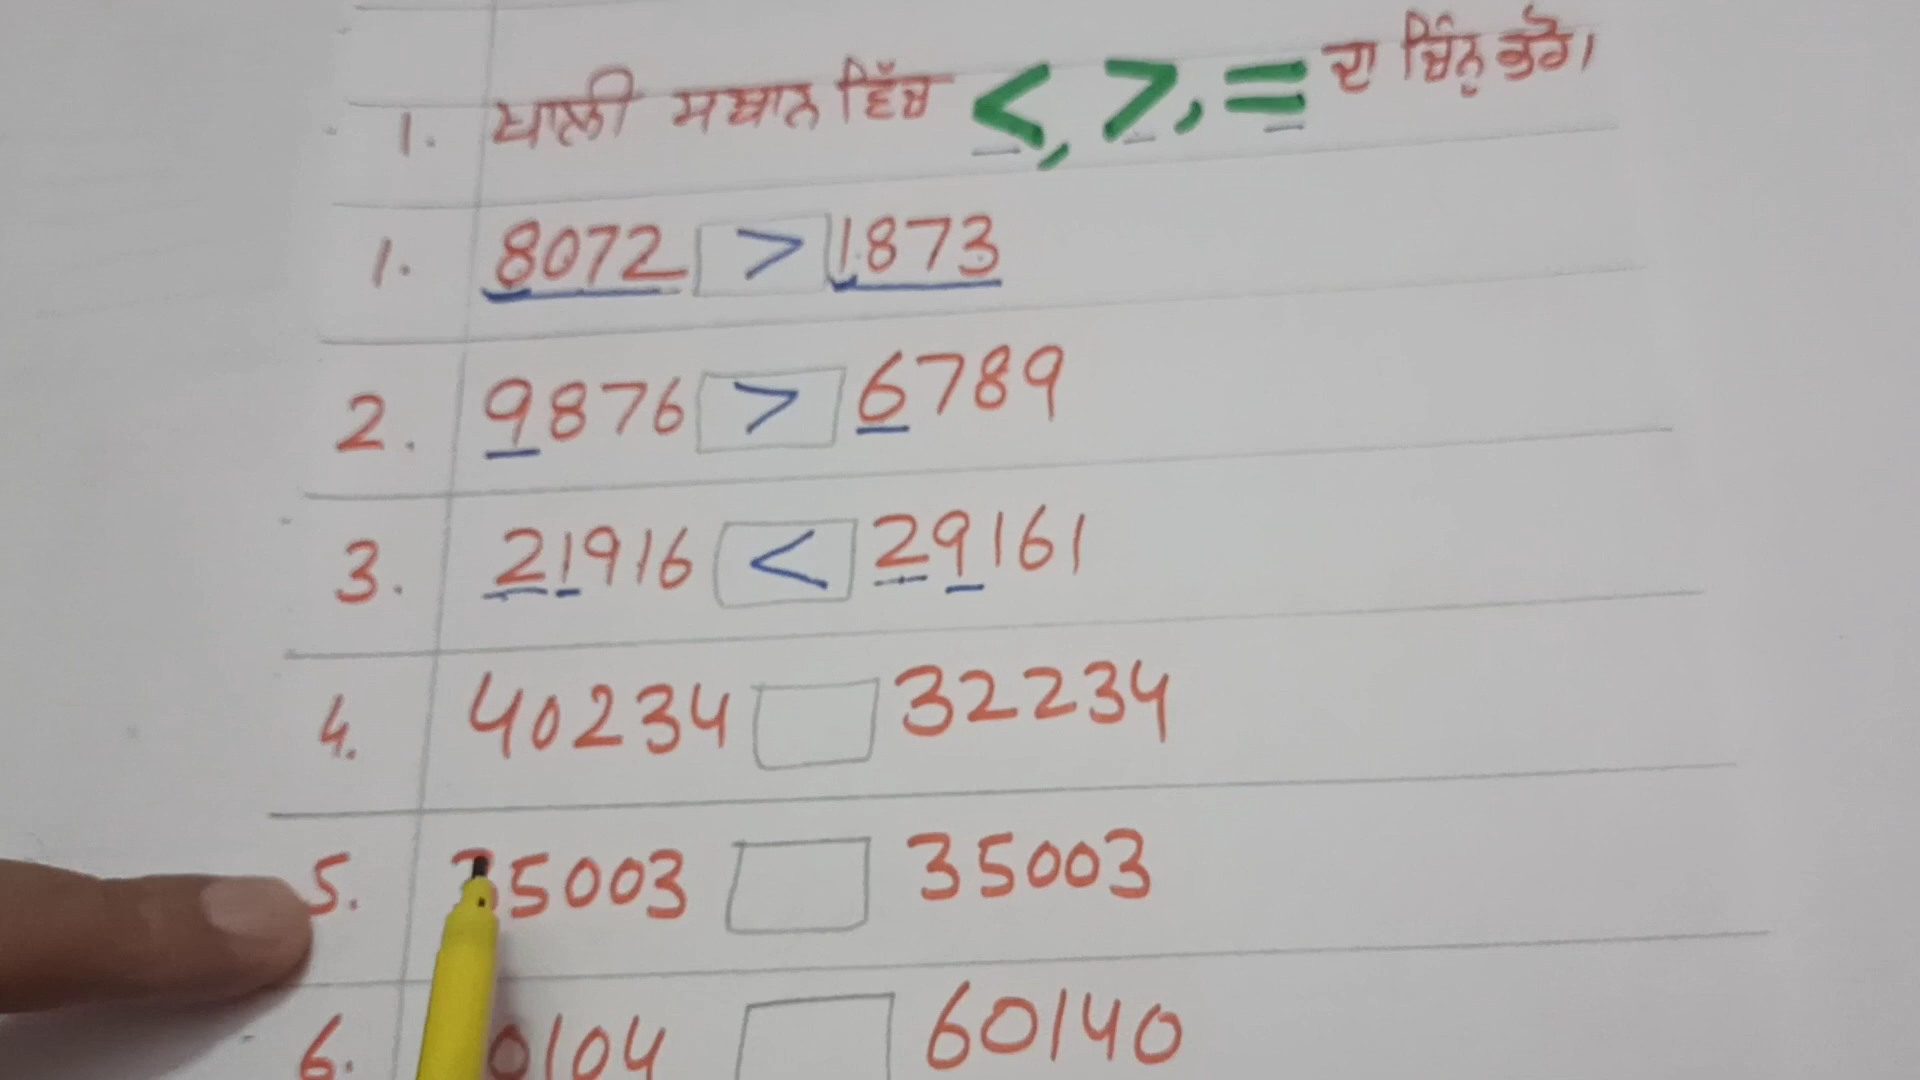 1. ਖਾਲੀ ਸਥਾਨ ਵਿੱਚ <, >, = ਦਾ ਚਿੰਨ੍ਹ ਭਰੋ।
1. 8072 > 1873
2. 9876 > 6789
3. 21916 < 29161
4. 40234 32234
5. 35003 35003
6. 0104 60140